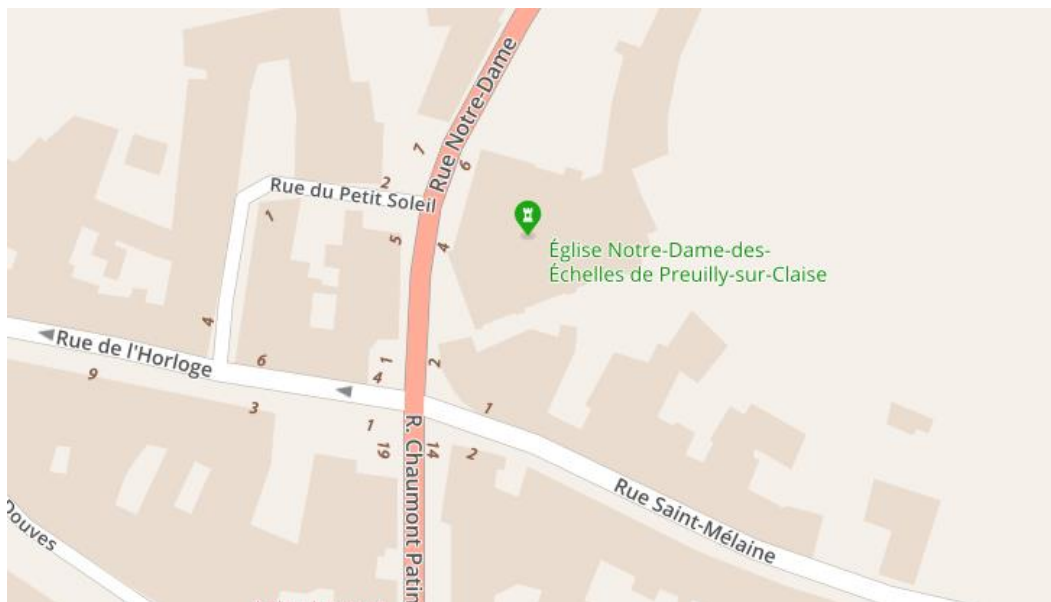 Rue Notre-Dame
7
6
2
Rue du Petit Soleil
1
5
4
Église Notre-Dame-des-
Échelles de Preuilly-sur-Claise
4
Rue de l'Horloge
6
1
2
9
4
3
1
1
19
14
2
R. Chaumont Patin
Rue Saint-Mélaine
Douves